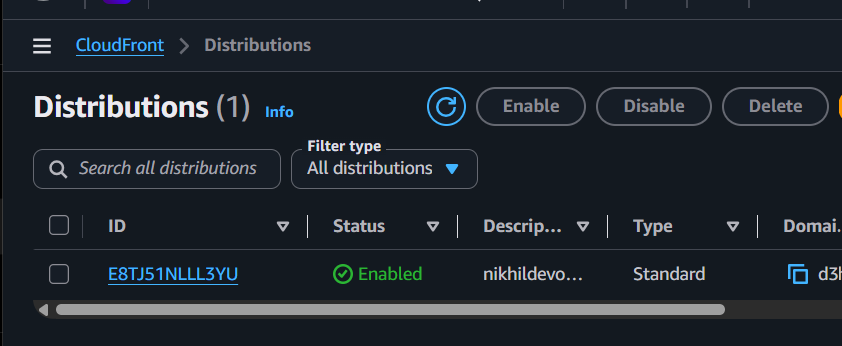 CloudFront > Distributions
Distributions (1) Info Enable Disable Delete
Filter type
Search all distributions All distributions
ID Status Descrip... Type Domai.
E8TJ51NLLL3YU Enabled nikhildevo... Standard